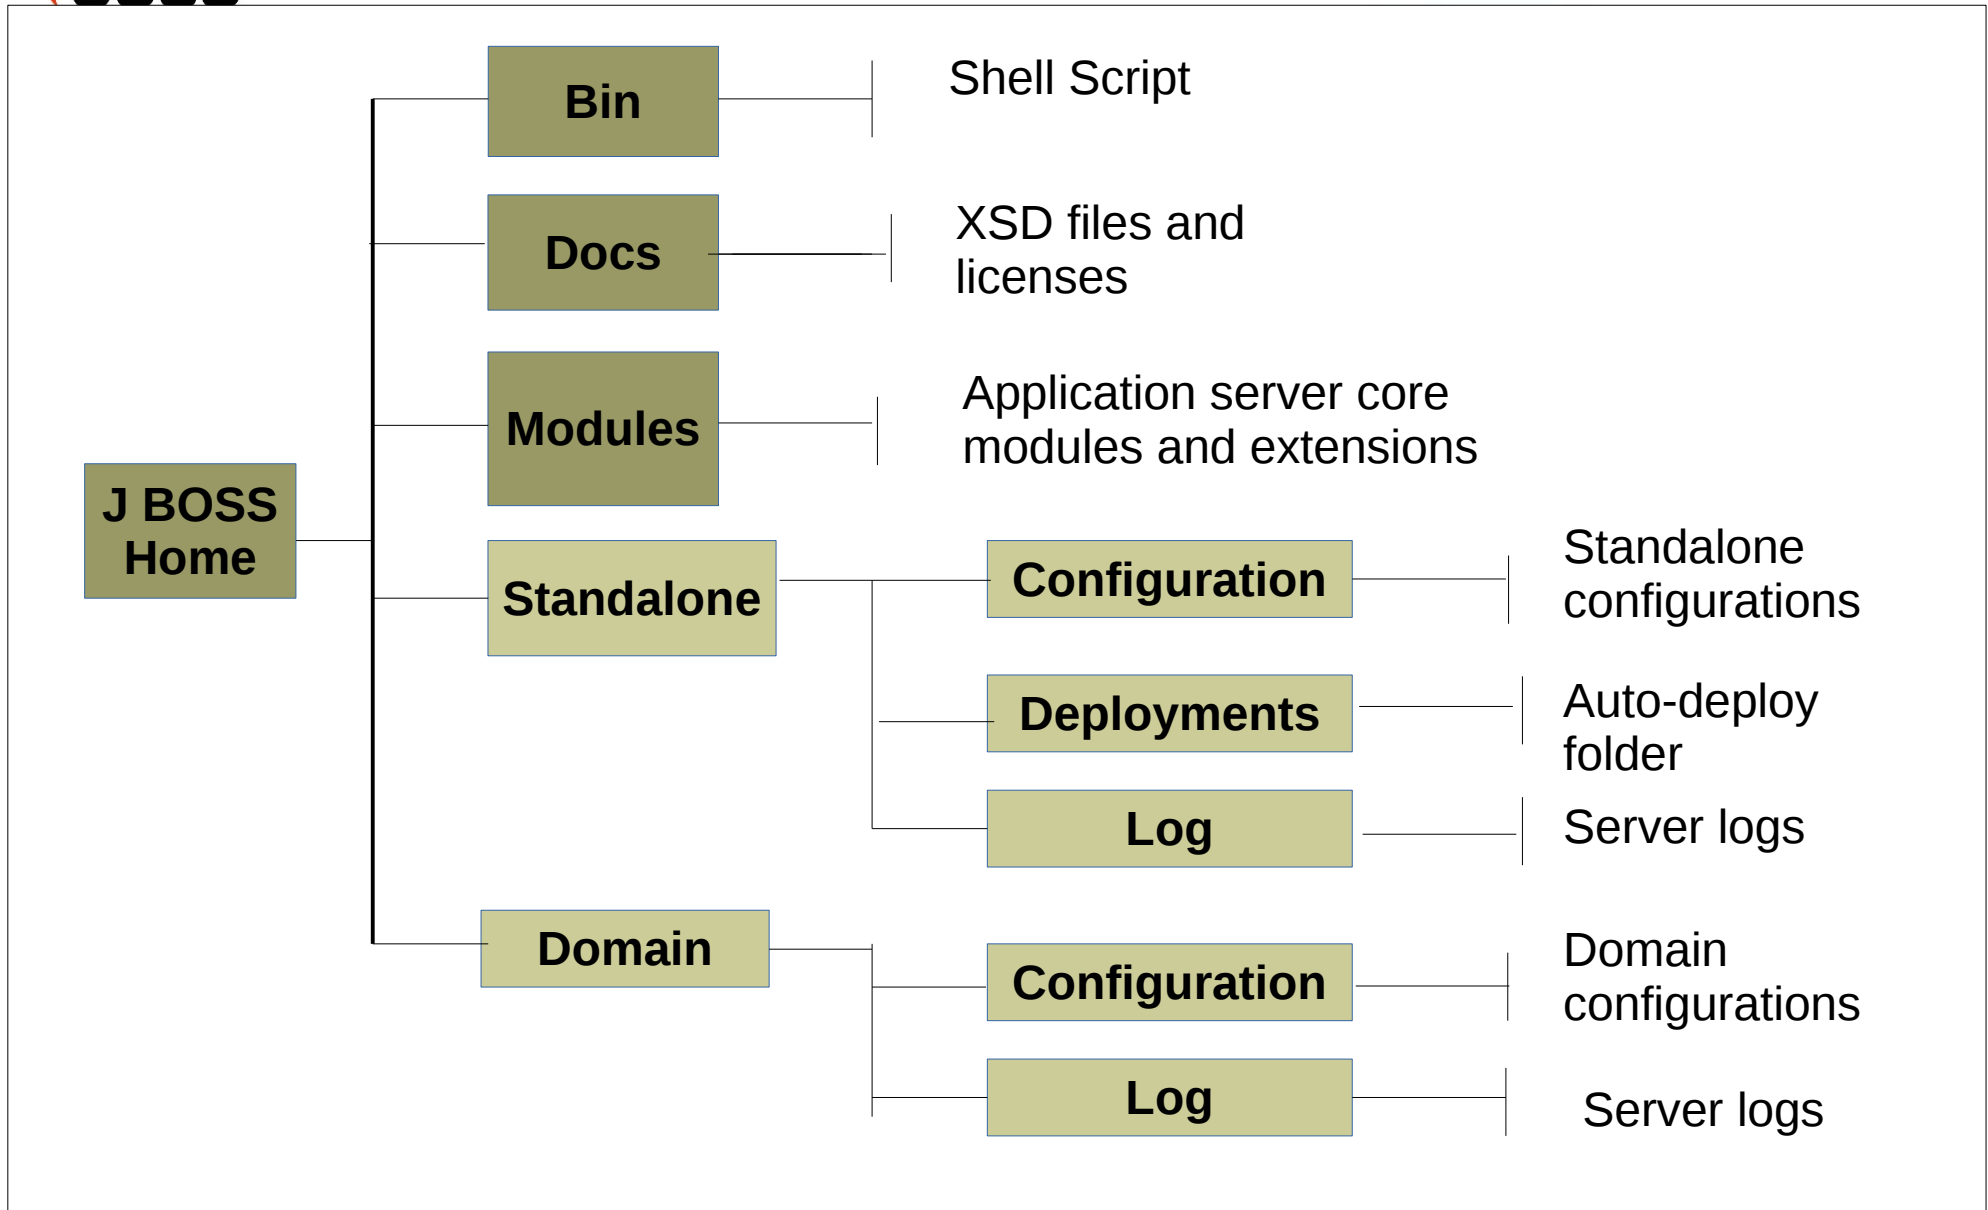 Bin
Shell Script
Docs
XSD files and
licenses
Modules
Application server core
modules and extensions
J BOSS
Home
Standalone
Configuration
Standalone
configurations
Deployments
Auto-deploy
folder
Log
Server logs
Domain
Configuration
Domain
configurations
Log
Server logs